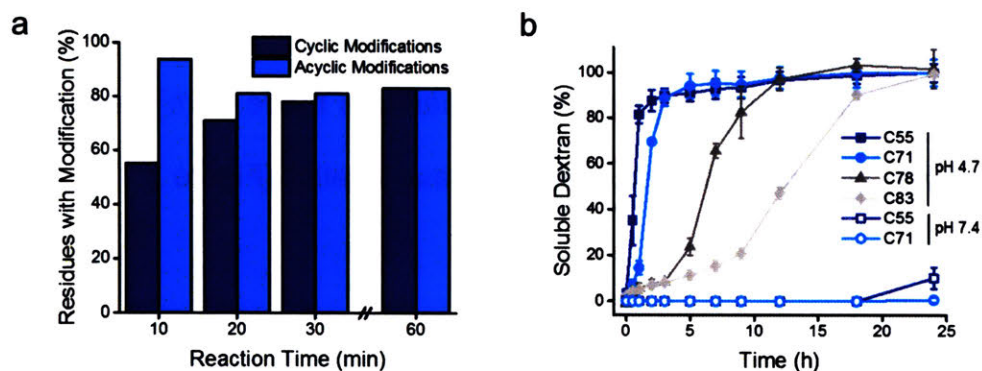 a
Residues with Modification (%)
100
80
60
40
20
0
Cyclic Modifications
Acyclic Modifications
10
20
30
60
Reaction Time (min)
b
Soluble Dextran (%)
100
80
60
40
20
0
C55
C71
C78
C83
pH 4.7
C55
C71
pH 7.4
0
5
10
15
20
25
Time (h)